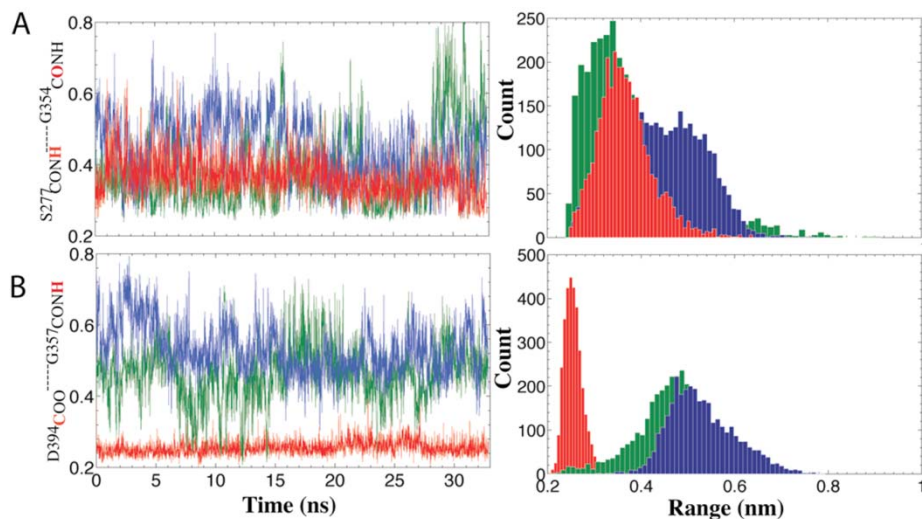 A
S277CONH-----G354CONH
0.8
0.6
0.4
0.2
Count
250
200
150
100
50
0
B
D394COO-----G357CONH
0.8
0.6
0.4
0.2
0 5 10 15 20 25 30
Time (ns)
Count
500
400
300
200
100
0
0.2 0.4 0.6 0.8 1
Range (nm)